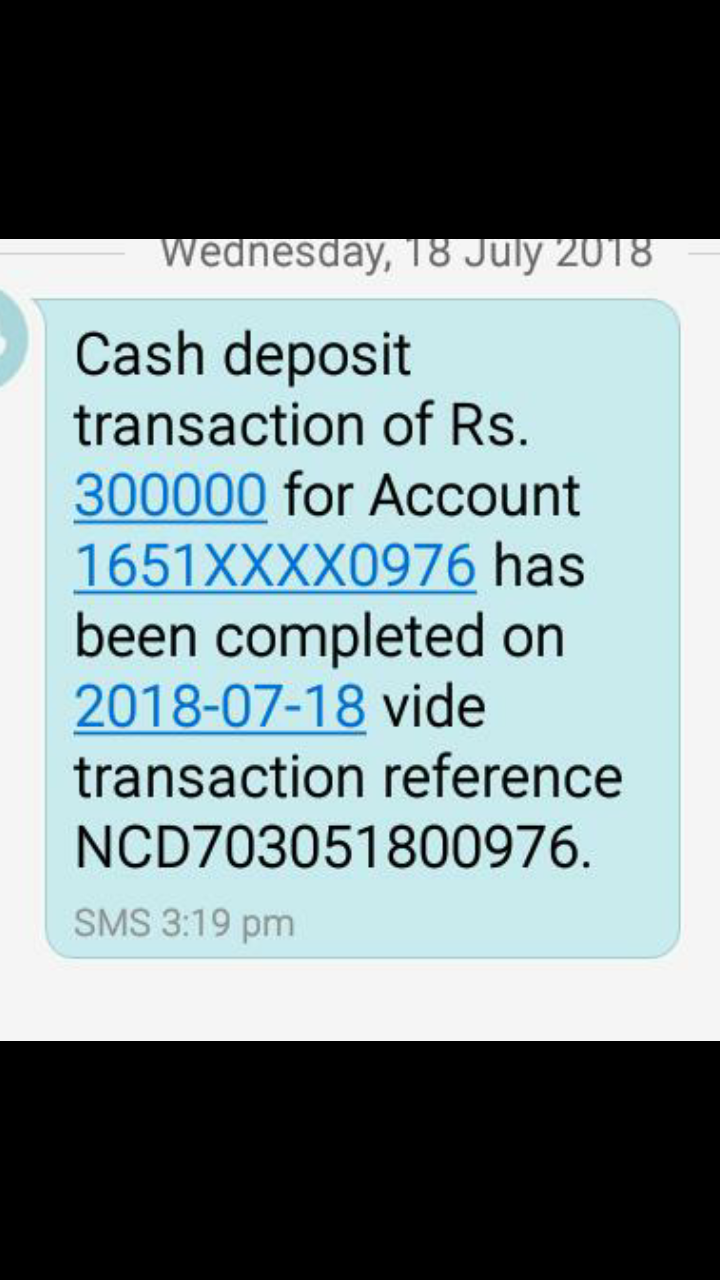 Wednesday, 18 July 2018
Cash deposit
transaction of Rs.
300000 for Account
1651XXXX0976 has
been completed on
2018-07-18 vide
transaction reference
NCD703051800976.
SMS 3:19 pm